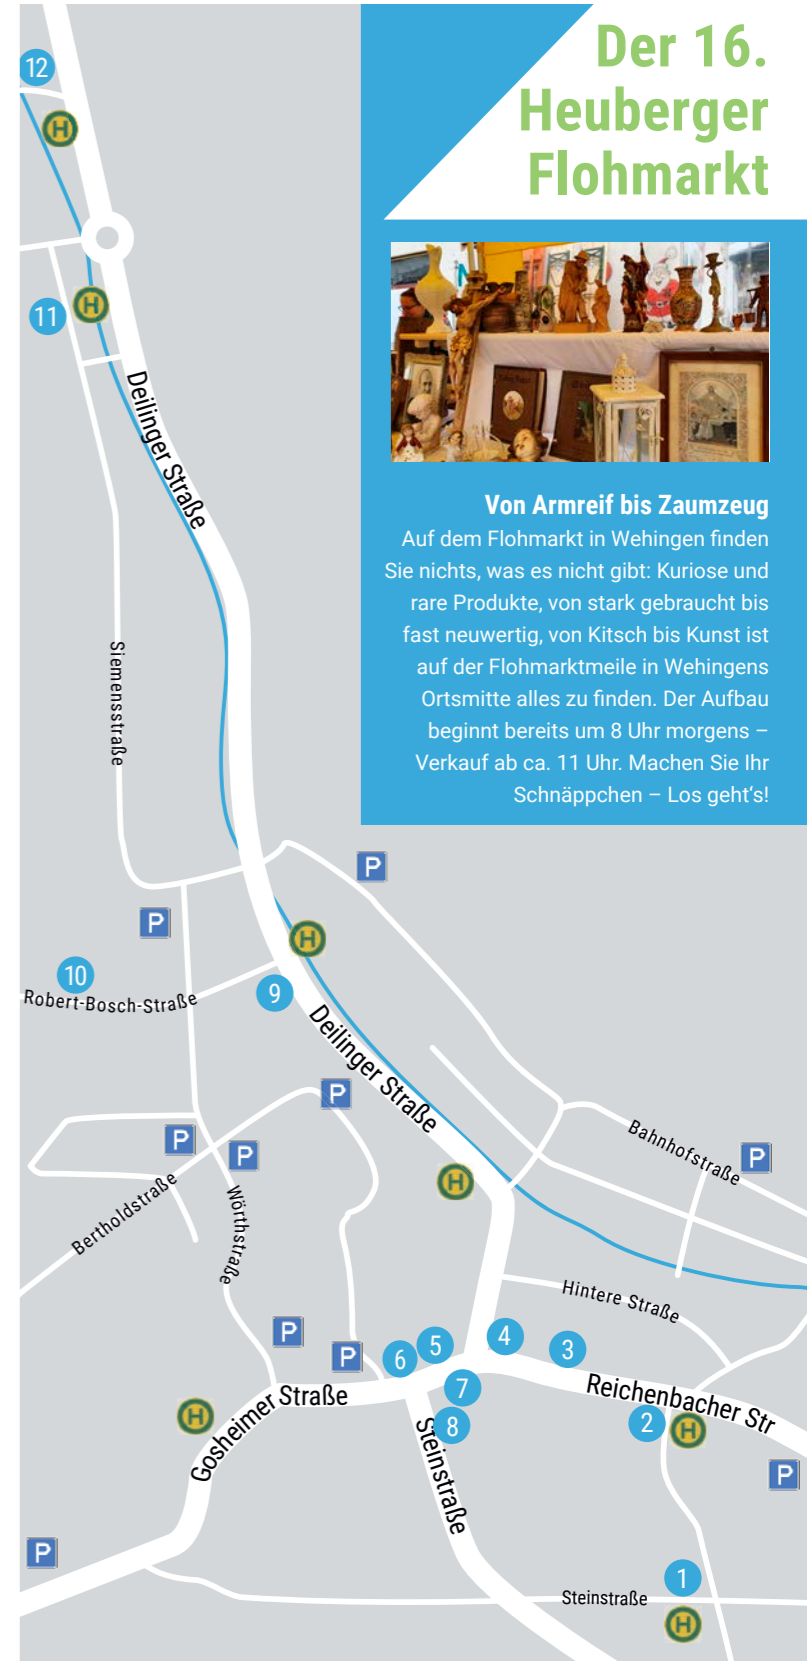 Der 16.
Heuberger
Flohmarkt
Von Armreif bis Zaumzeug
Auf dem Flohmarkt in Wehingen finden
Sie nichts, was es nicht gibt: Kuriose und
rare Produkte, von stark gebraucht bis
fast neuwertig, von Kitsch bis Kunst ist
auf der Flohmarktmeile in Wehingens
Ortsmitte alles zu finden. Der Aufbau
beginnt bereits um 8 Uhr morgens –
Verkauf ab ca. 11 Uhr. Machen Sie Ihr
Schnäppchen – Los geht‘s!
12
H
11
H
Deilinger Straße
Siemensstraße
P
P
H
10
9
Robert-Bosch-Straße
Deilinger Straße
P
P
P
Bahnhofstraße
P
H
Bertholdstraße
Wörthstraße
Hintere Straße
P
P
6
5
4
3
7
8
Gosheimer Straße
H
Steinstraße
Reichenbacher Str
2
H
P
P
1
Steinstraße
H